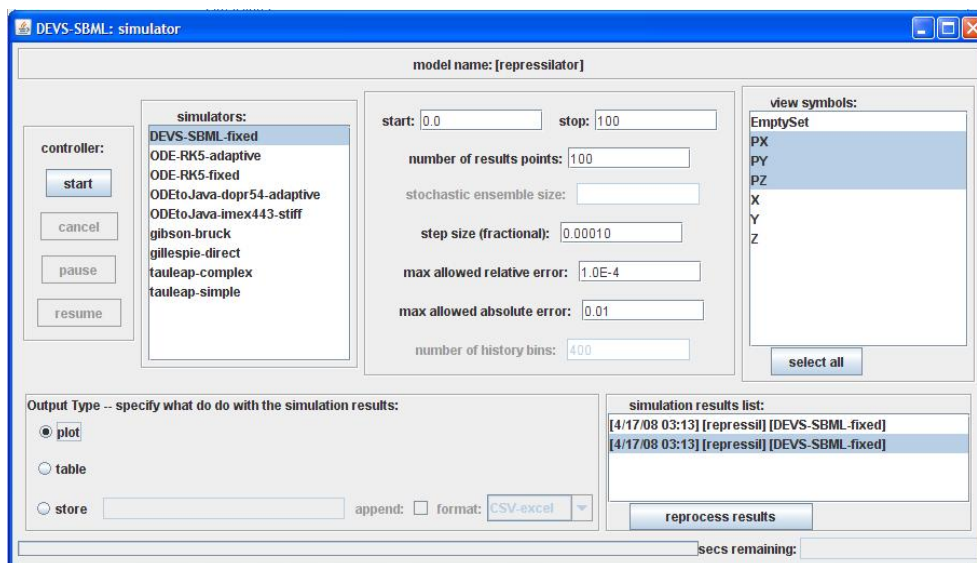 DEVS-SBML: simulator
model name: [repressilator]
controller:
start
cancel
pause
resume
simulators:
DEVS-SBML-fixed
ODE-RK5-adaptive
ODE-RK5-fixed
ODEtoJava-dopr54-adaptive
ODEtoJava-imex443-stiff
gibson-bruck
gillespie-direct
tauleap-complex
tauleap-simple
start: 0.0 stop: 100
number of results points: 100
stochastic ensemble size:
step size (fractional): 0.00010
max allowed relative error: 1.0E-4
max allowed absolute error: 0.01
number of history bins: 400
view symbols:
EmptySet
PX
PY
PZ
X
Y
Z
select all
Output Type -- specify what do do with the simulation results:
plot
table
store append: format: CSV-excel
simulation results list:
[4/17/08 03:13] [repressil] [DEVS-SBML-fixed]
[4/17/08 03:13] [repressil] [DEVS-SBML-fixed]
reprocess results
secs remaining: